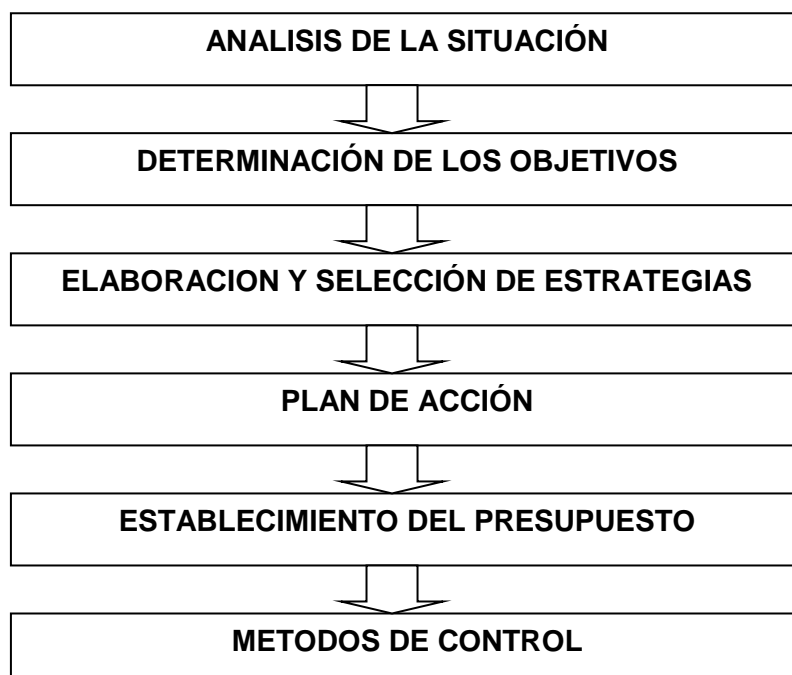 ANALISIS DE LA SITUACIÓN
DETERMINACIÓN DE LOS OBJETIVOS
ELABORACION Y SELECCIÓN DE ESTRATEGIAS
PLAN DE ACCIÓN
ESTABLECIMIENTO DEL PRESUPUESTO
METODOS DE CONTROL